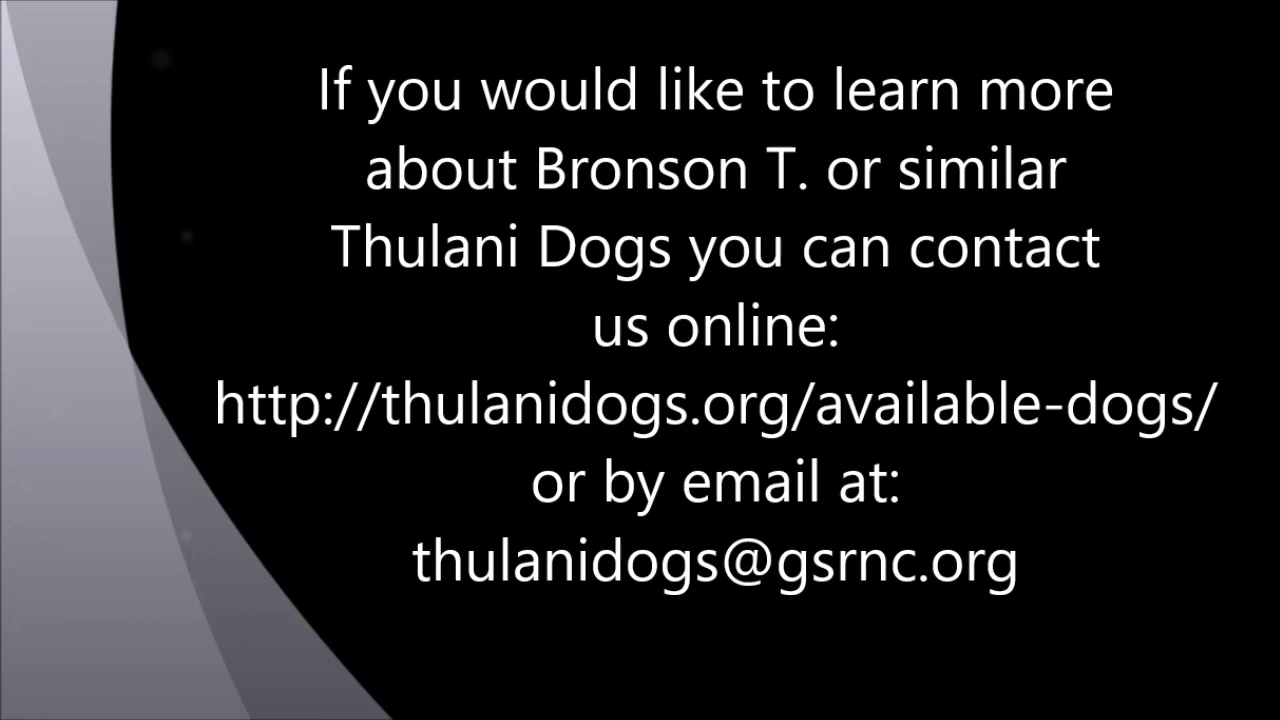 If you would like to learn more
about Bronson T. or similar
Thulani Dogs you can contact
us online:
http://thulanidogs.org/available-dogs/
or by email at:
thulanidogs@gsrnc.org